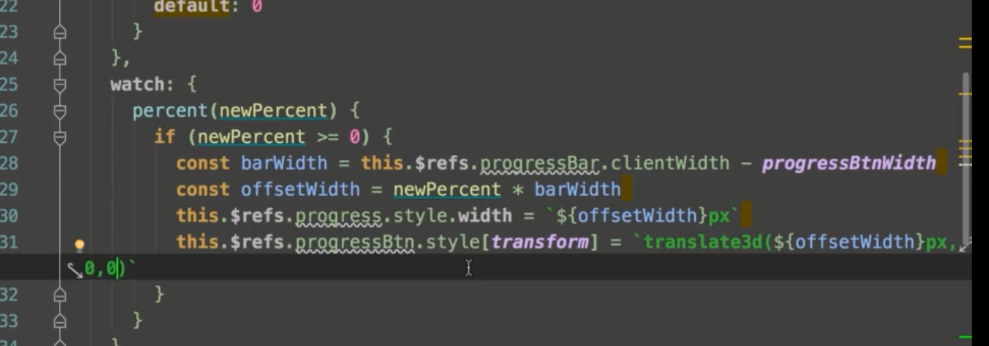 22 default: 0
23 }
24 },
25 watch: {
26 percent(newPercent) {
27 if (newPercent >= 0) {
28 const barWidth = this.$refs.progressBar.clientWidth - progressBtnWidth
29 const offsetWidth = newPercent * barWidth
30 this.$refs.progress.style.width = `${offsetWidth}px`
31 this.$refs.progressBtn.style[transform] = `translate3d(${offsetWidth}px,
0,0)`
32 }
33 }
34 }